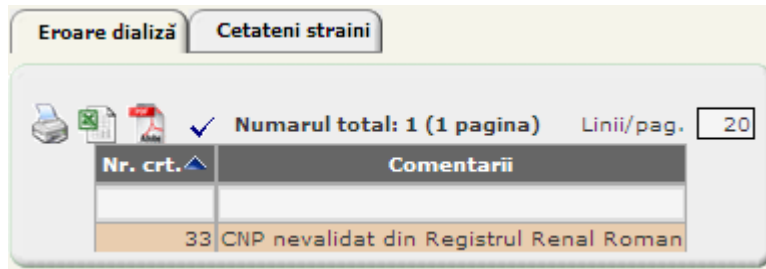 Eroare dializă Cetateni straini
Numarul total: 1 (1 pagina) Linii/pag. 20
Nr. crt. Comentarii
33 CNP nevalidat din Registrul Renal Roman